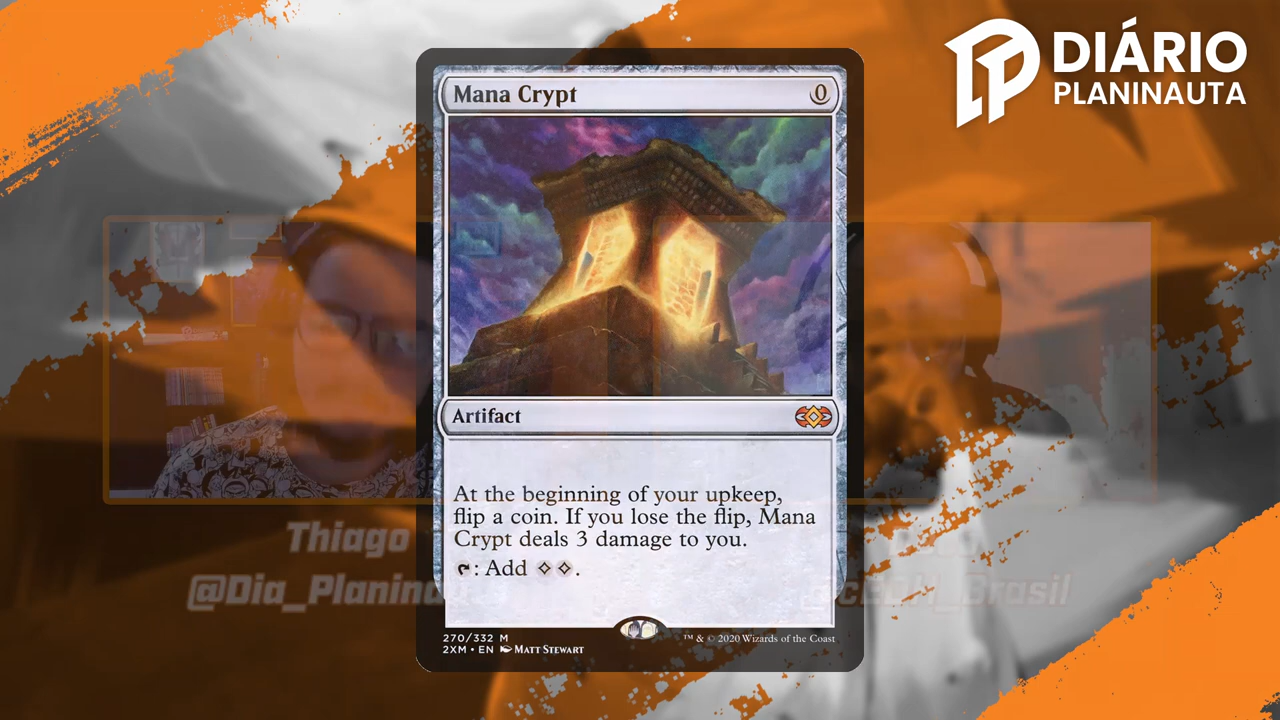 DIÁRIO
PLANINAUTA
Mana Crypt 0
Artifact
At the beginning of your upkeep,
flip a coin. If you lose the flip, Mana
Crypt deals 3 damage to you.
: Add .
270/332 M
2XM • EN Matt Stewart
™ & © 2020 Wizards of the Coast
Thiago